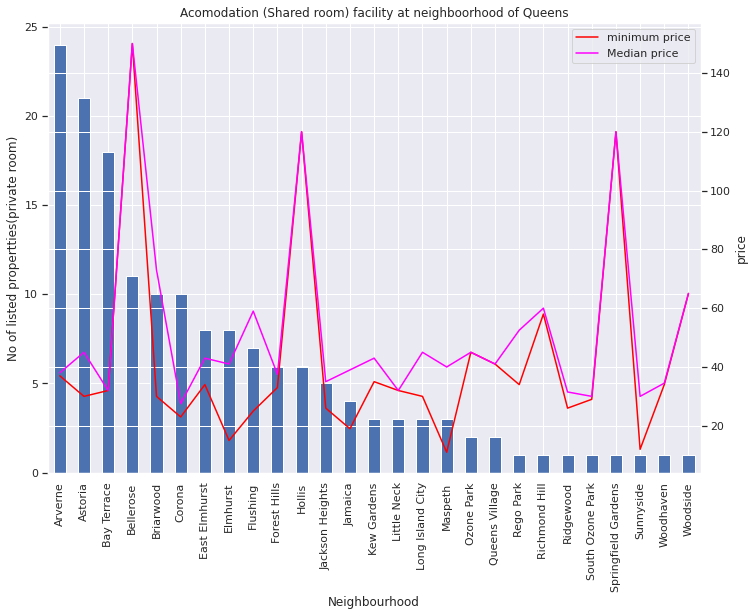 Acomodation (Shared room) facility at neighboorhood of Queens
minimum price
Median price
No of listed propertties(private room)
25
20
15
10
5
0
140
120
100
80
60
40
20
price
Arverne
Astoria
Bay Terrace
Bellerose
Briarwood
Corona
East Elmhurst
Elmhurst
Flushing
Forest Hills
Hollis
Jackson Heights
Jamaica
Kew Gardens
Little Neck
Long Island City
Maspeth
Ozone Park
Queens Village
Rego Park
Richmond Hill
Ridgewood
South Ozone Park
Springfield Gardens
Sunnyside
Woodhaven
Woodside
Neighbourhood